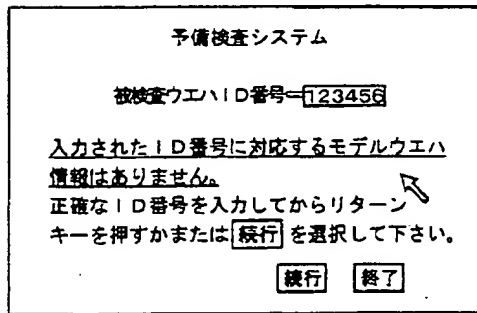 予備検査システム
被検査ウエハID番号=123456
入力されたID番号に対応するモデルウエハ
情報はありません。
正確なID番号を入力してからリターン
キーを押すかまたは続行を選択して下さい。
続行 終了